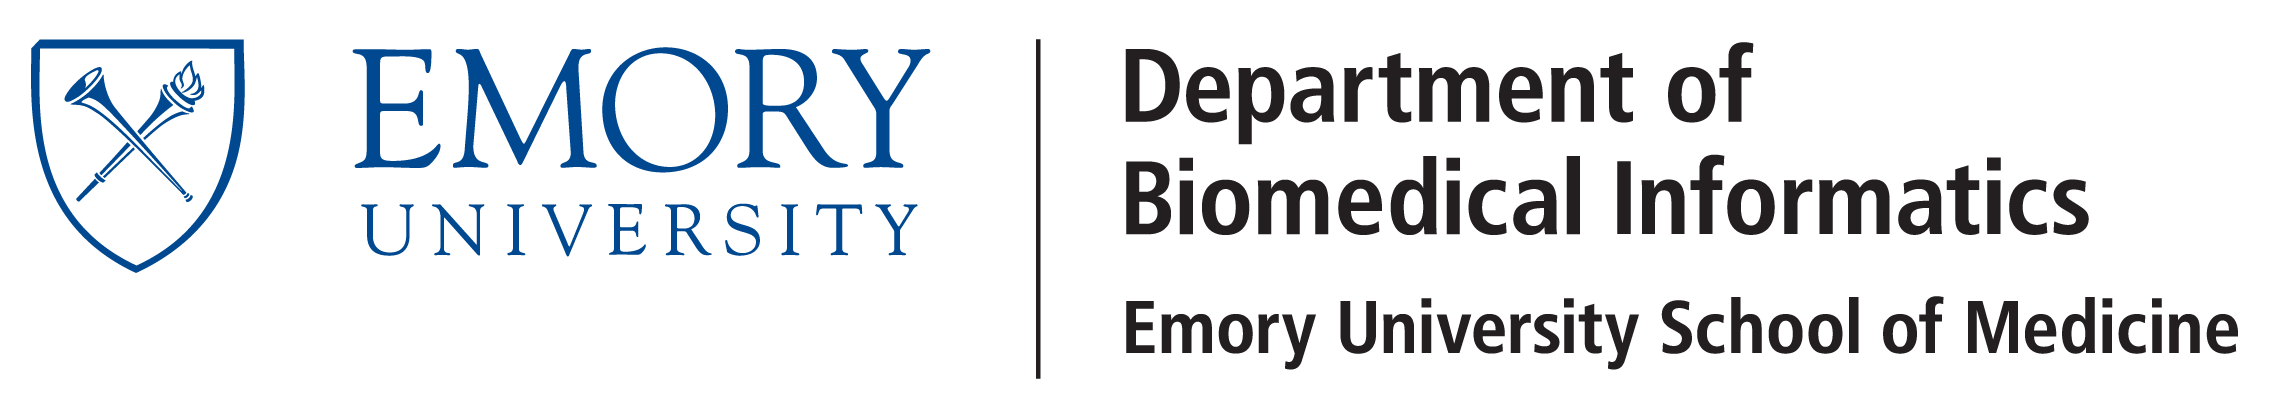 EMORY
UNIVERSITY
Department of
Biomedical Informatics
Emory University School of Medicine